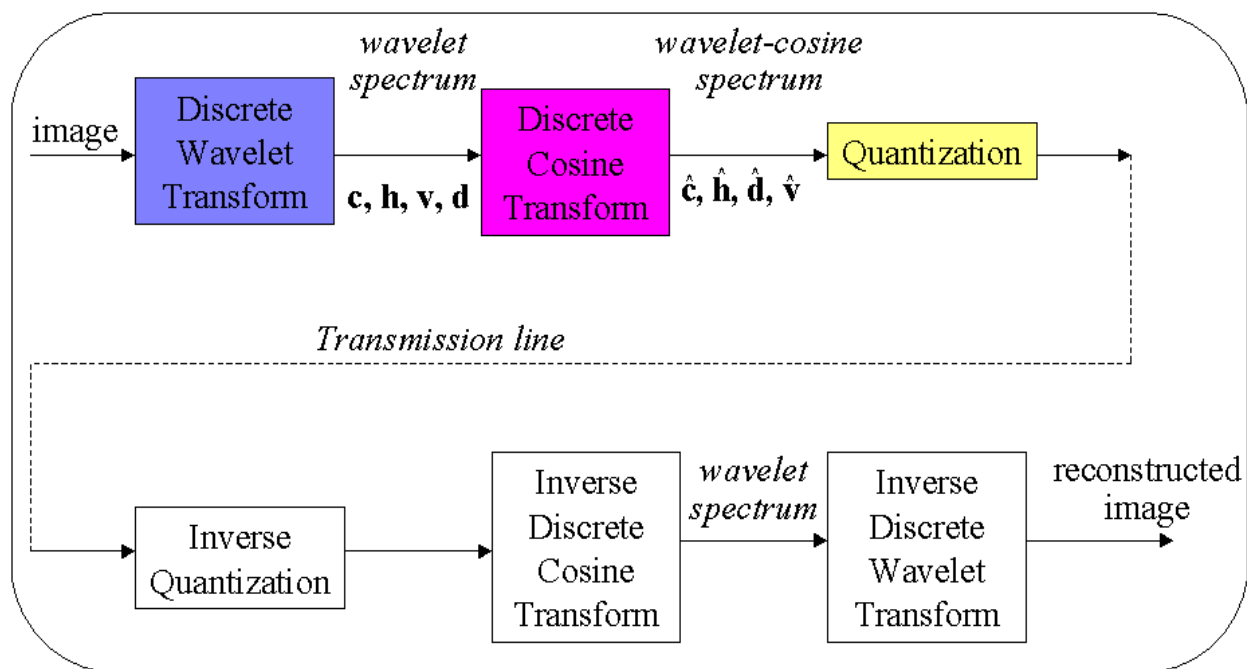 wavelet
spectrum
wavelet-cosine
spectrum
image
Discrete
Wavelet
Transform
c, h, v, d
Discrete
Cosine
Transform
ĉ, ĥ, d̂, v̂
Quantization
Transmission line
Inverse
Quantization
Inverse
Discrete
Cosine
Transform
wavelet
spectrum
Inverse
Discrete
Wavelet
Transform
reconstructed
image